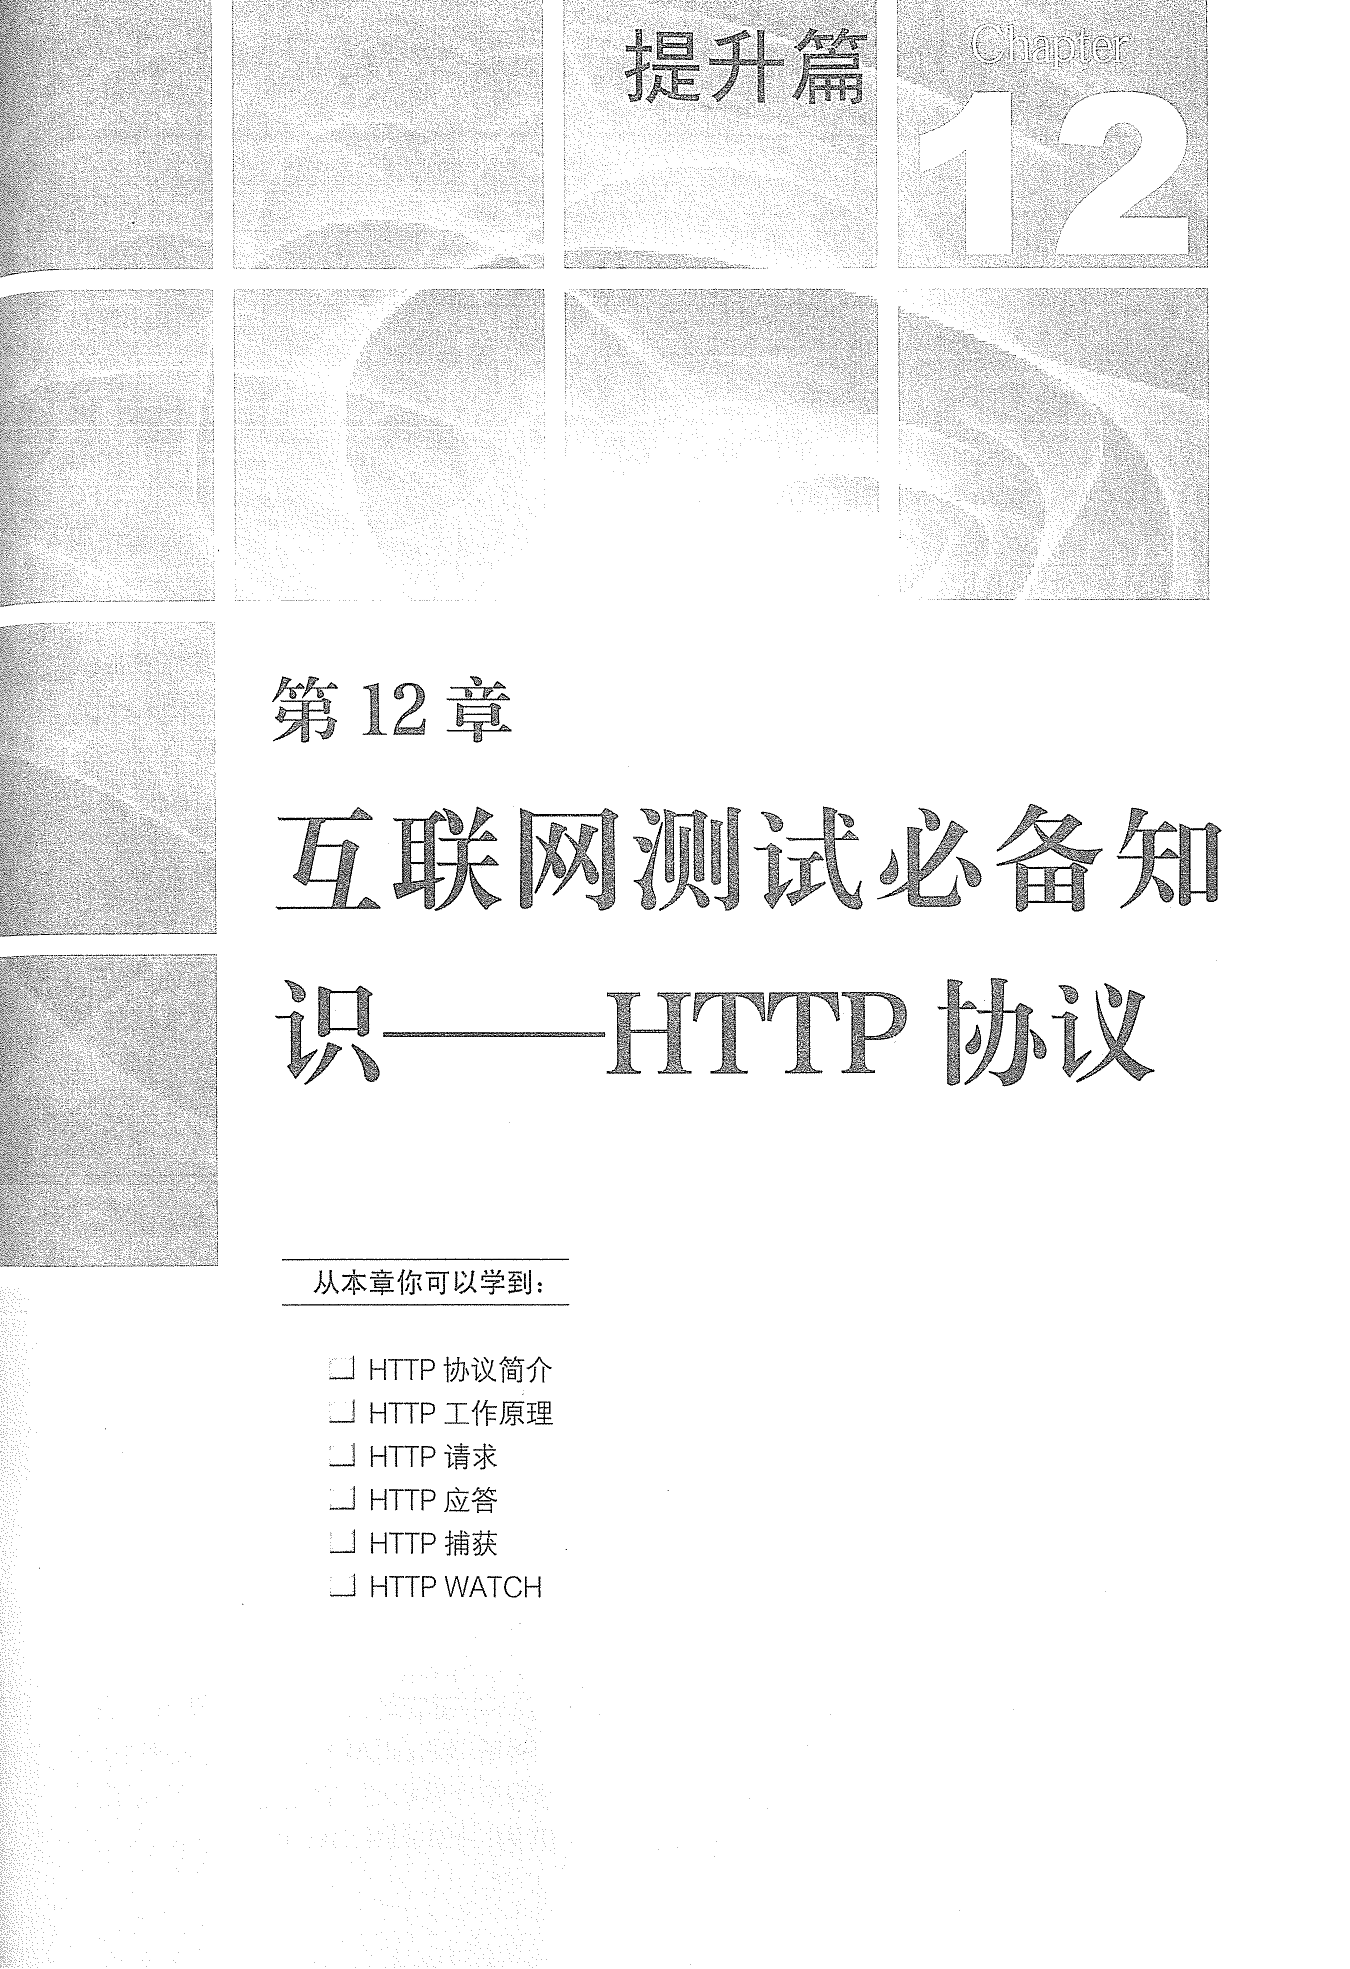 提升篇
Chapter
12
第 12 章
互联网测试必备知
识——HTTP 协议
从本章你可以学到：
❏ HTTP 协议简介
❏ HTTP 工作原理
❏ HTTP 请求
❏ HTTP 应答
❏ HTTP 捕获
❏ HTTP WATCH